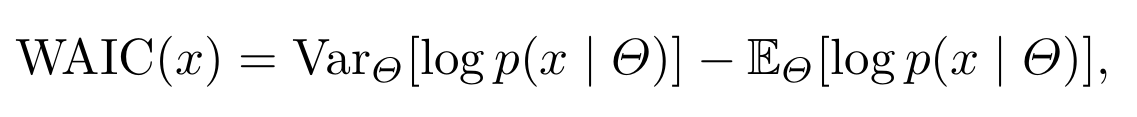 WAIC(x) = Var_Θ[log p(x | Θ)] − 𝔼_Θ[log p(x | Θ)],